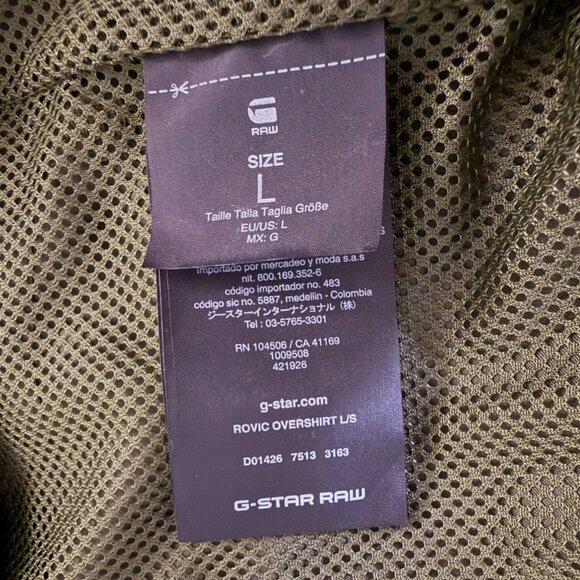 RAW
SIZE
L
Taille Talla Taglia Größe
EU/US: L
MX: G
S
Importado por mercadeo y moda s.a.s
nit. 800.169.352-6
código importador no. 483
código sic no. 5887, medellin - Colombia
ジースターインターナショナル（株）
Tel : 03-5765-3301
RN 104506 / CA 41169
1009508
421926
g-star.com
ROVIC OVERSHIRT L/S
D01426 7513 3163
G-STAR RAW